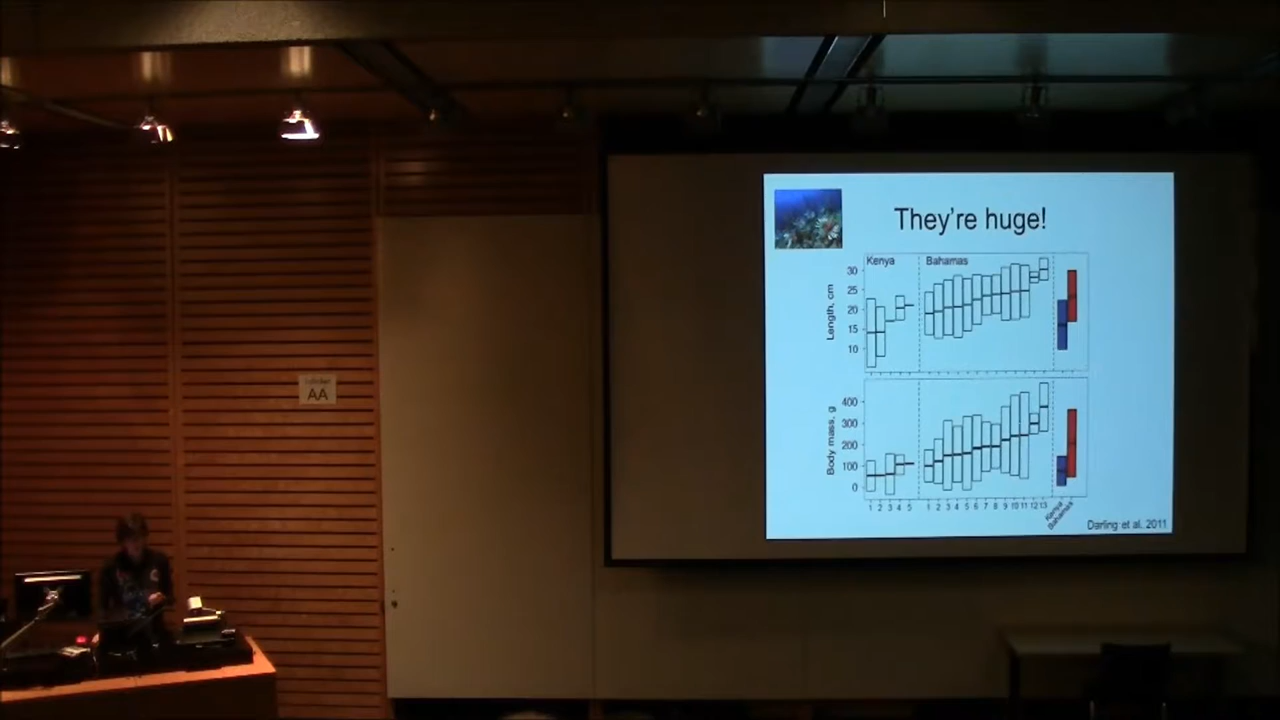 They're huge!
Kenya
Bahamas
Length, cm
30
25
20
15
10
Body mass, g
400
300
200
100
0
1 2 3 4 5
1 2 3 4 5 6 7 8 9 10 11 12 13
Kenya
Bahamas
Darling et al. 2011
AA